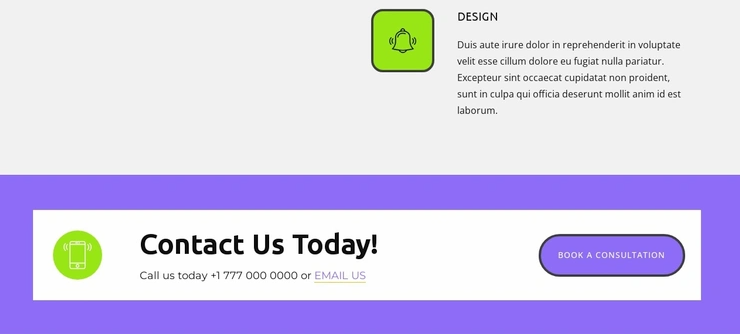 DESIGN
Duis aute irure dolor in reprehenderit in voluptate
velit esse cillum dolore eu fugiat nulla pariatur.
Excepteur sint occaecat cupidatat non proident,
sunt in culpa qui officia deserunt mollit anim id est
laborum.
Contact Us Today!
Call us today +1 777 000 0000 or EMAIL US
BOOK A CONSULTATION